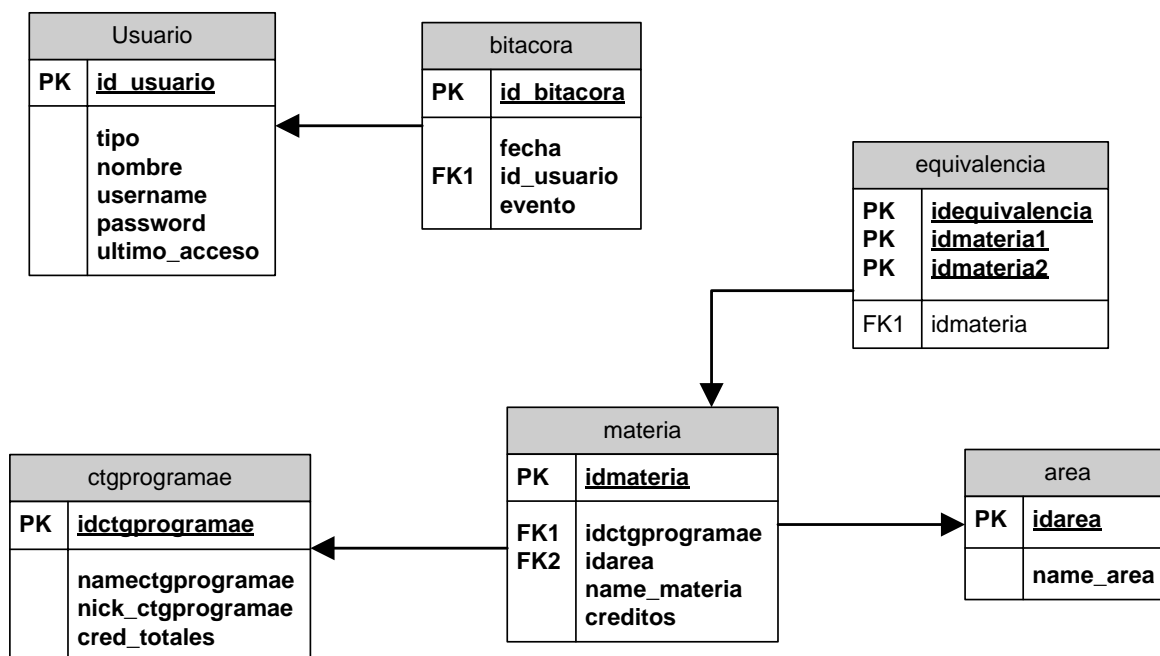 Usuario
PK id_usuario
tipo
nombre
username
password
ultimo_acceso
bitacora
PK id_bitacora
fecha
FK1 id_usuario
evento
equivalencia
PK idequivalencia
PK idmateria1
PK idmateria2
FK1 idmateria
materia
PK idmateria
FK1 idctgprogramae
FK2 idarea
name_materia
creditos
ctgprogramae
PK idctgprogramae
namectgprogramae
nick_ctgprogramae
cred_totales
area
PK idarea
name_area